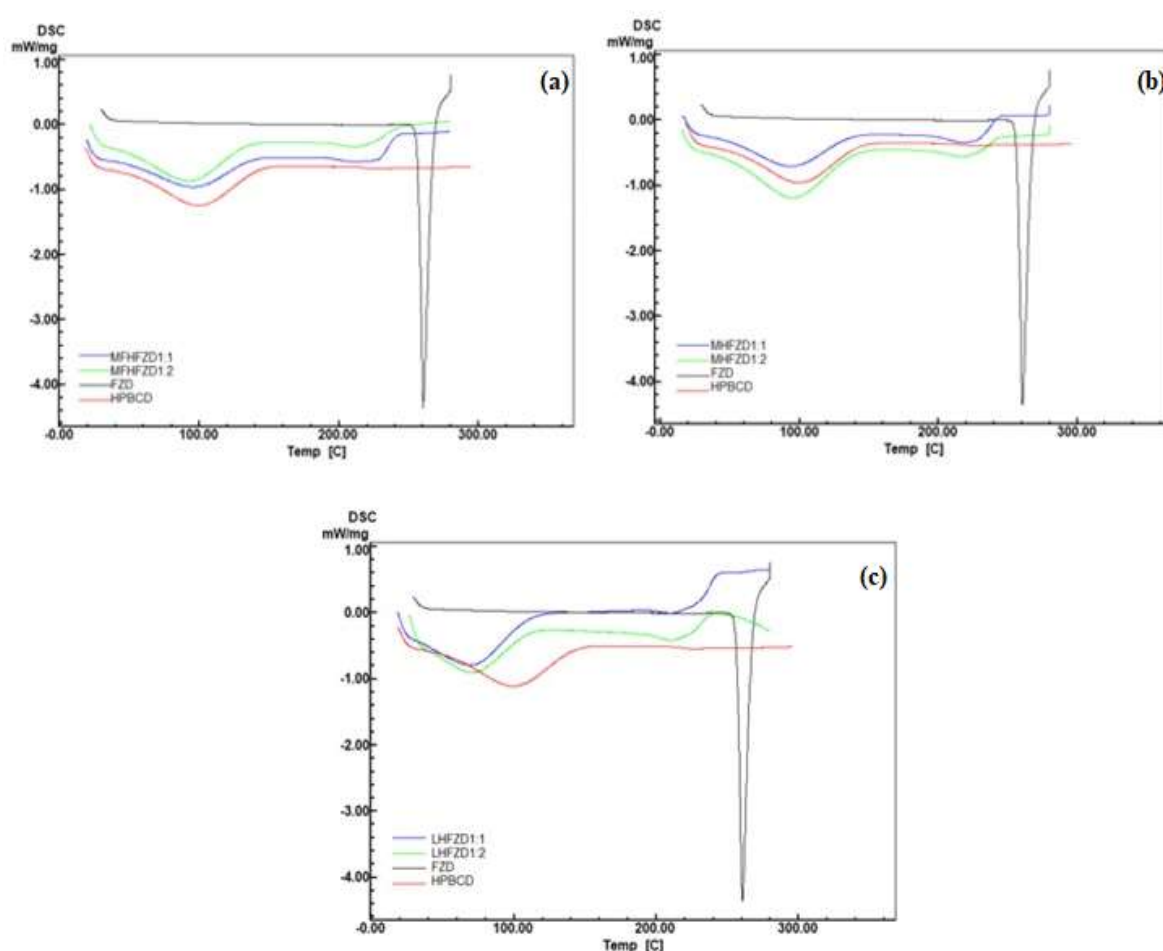 DSC
mW/mg
1.00
(a)
0.00
-1.00
-2.00
-3.00
-4.00
MFHFZD1:1
MFHFZD1:2
FZD
HPBCD
-0.00 100.00 200.00 300.00
Temp [C]
DSC
mW/mg
1.00
(b)
0.00
-1.00
-2.00
-3.00
-4.00
MHFZD1:1
MHFZD1:2
FZD
HPBCD
-0.00 100.00 200.00 300.00
Temp [C]
DSC
mW/mg
1.00
(c)
0.00
-1.00
-2.00
-3.00
-4.00
LHFZD1:1
LHFZD1:2
FZD
HPBCD
-0.00 100.00 200.00 300.00
Temp [C]